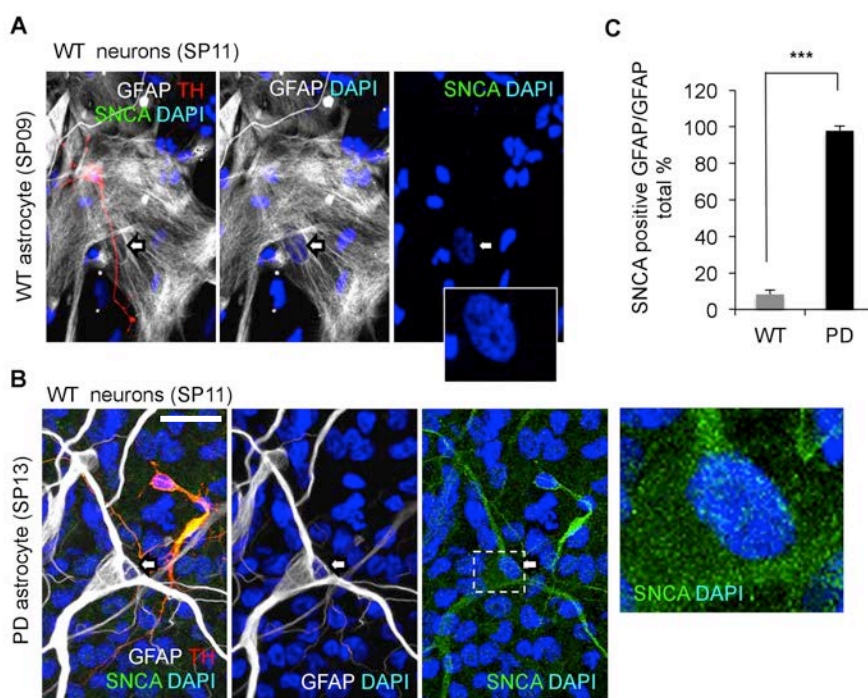 A
WT neurons (SP11)
WT astrocyte (SP09)
GFAP TH
SNCA DAPI
GFAP DAPI
SNCA DAPI
C
***
SNCA positive GFAP/GFAP
total %
120
100
80
60
40
20
0
WT
PD
B
WT neurons (SP11)
PD astrocyte (SP13)
GFAP TH
SNCA DAPI
GFAP DAPI
SNCA DAPI
SNCA DAPI